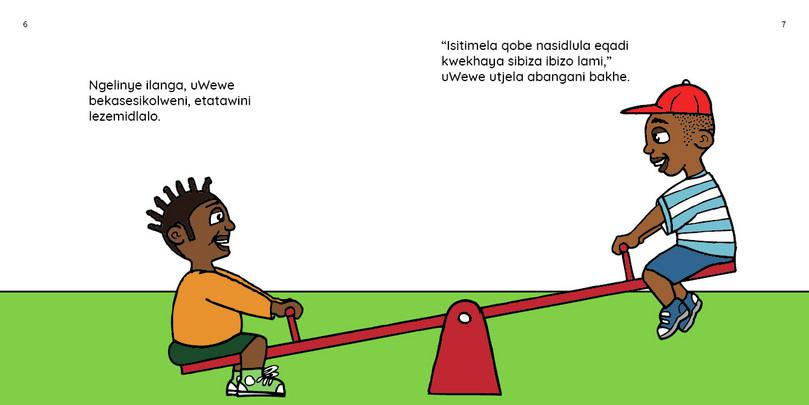 6
7
Ngelinye ilanga, uWewe
bekasesikolweni, etatawini
lezemidlalo.
“Isitimela qobe nasidlula eqadi
kwekhaya sibiza ibizo lami,”
uWewe utjela abangani bakhe.